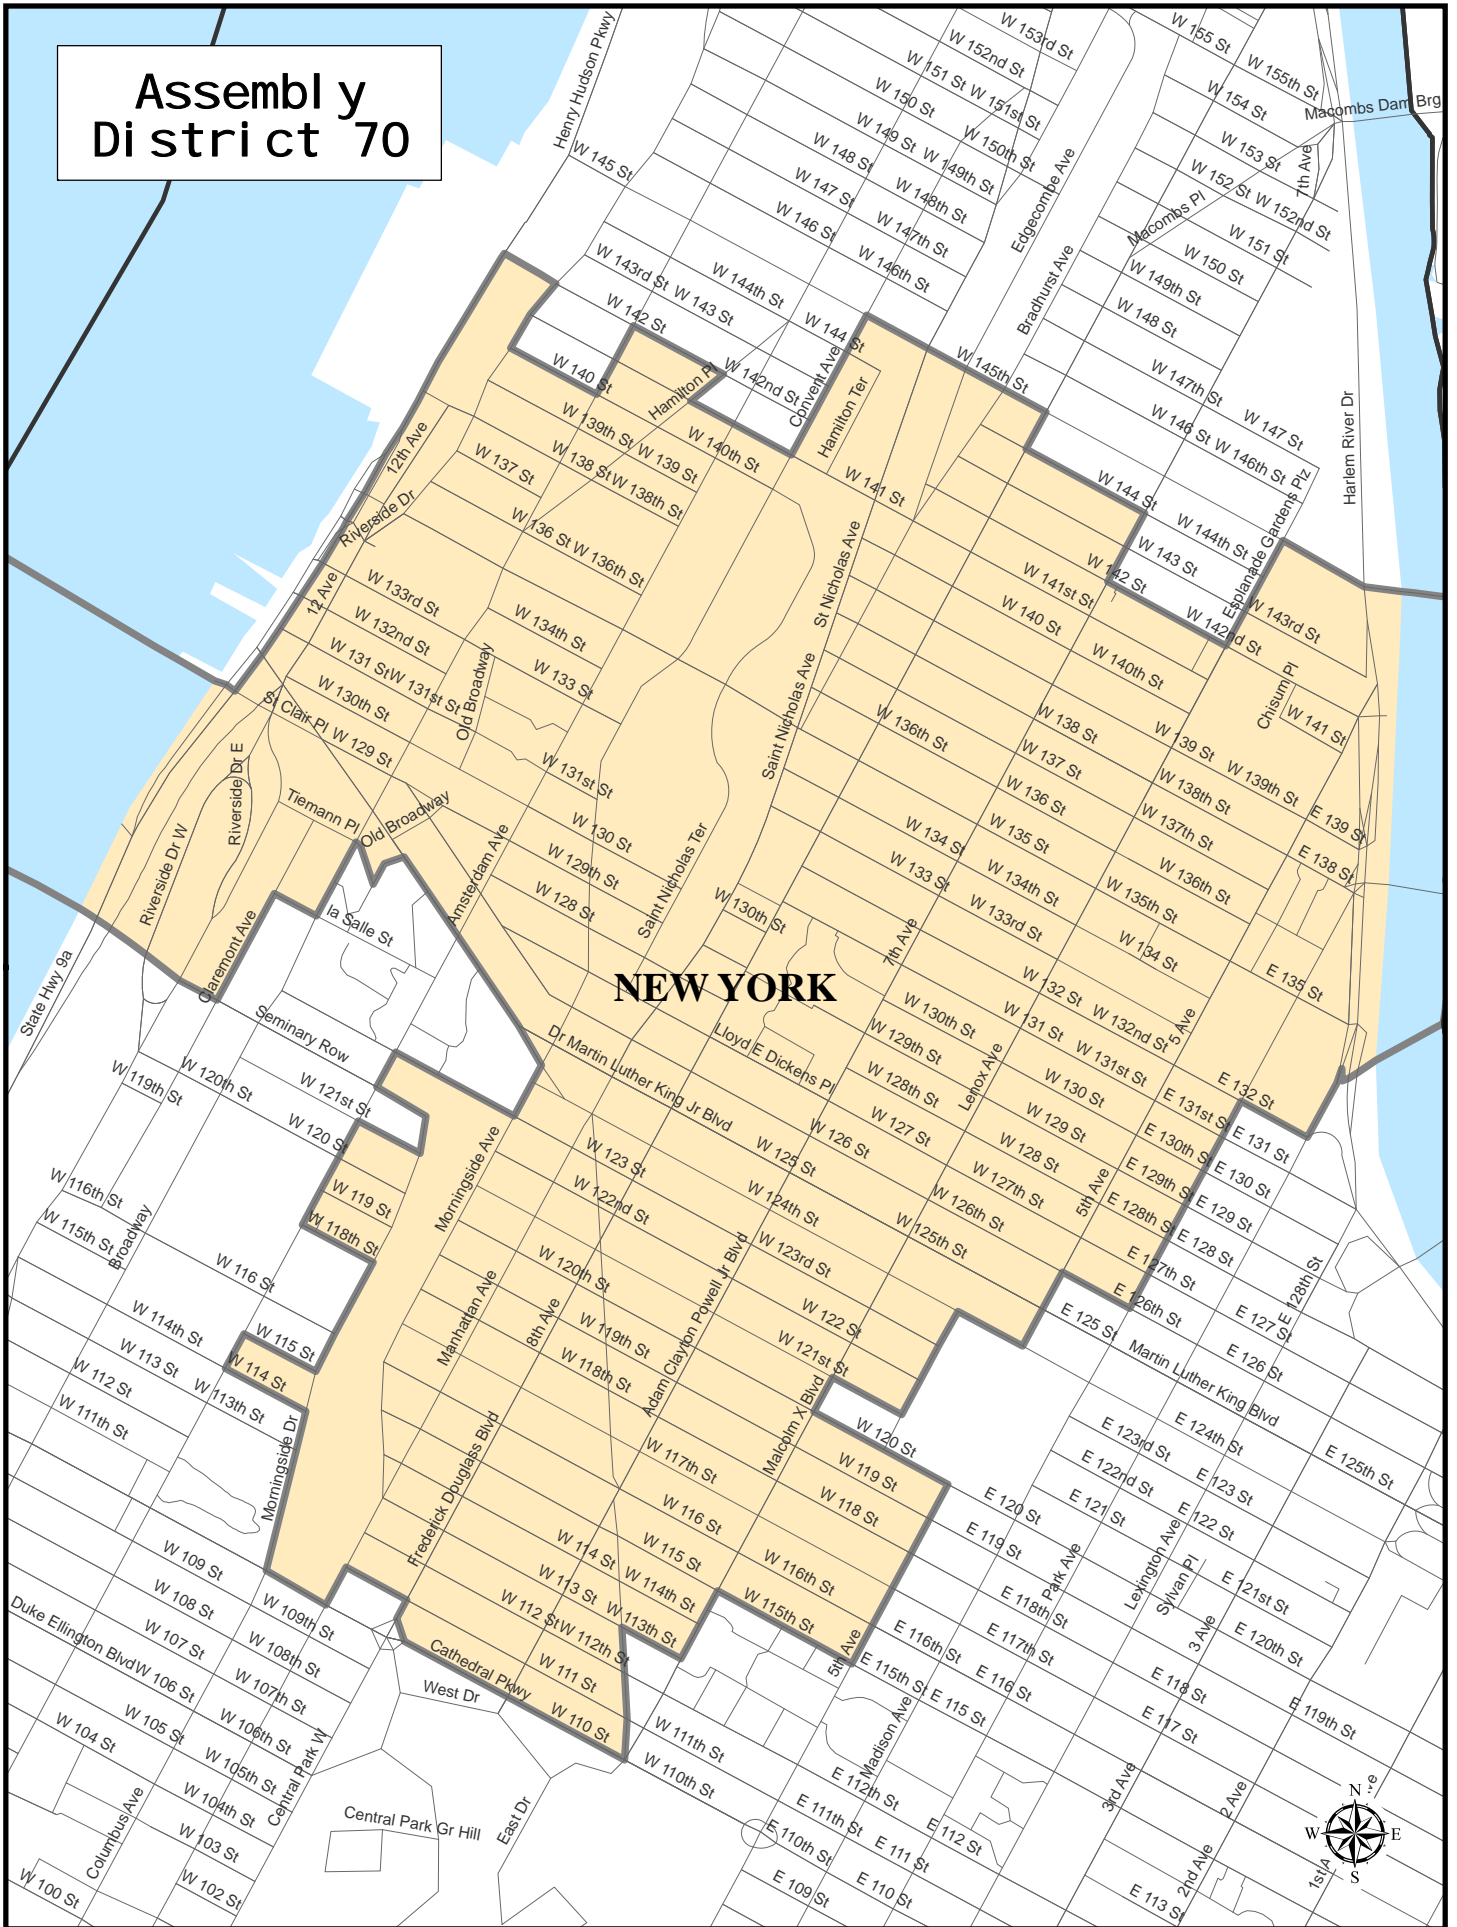 Assembly
District 70
Henry Hudson Pkwy
W 153rd St
W 155 St
W 152nd St
W 155th St
W 151 St
W 151st St
W 154 St
Macombs Dam Brg
W 150 St
W 150th St
W 153 St
7th Ave
W 149 St
W 149th St
W 145 St
W 148 St
W 148th St
Edgecombe Ave
W 152 St
W 152nd St
Macombs Pl
W 147 St
W 147th St
W 151 St
W 146 St
W 146th St
W 150 St
W 149th St
W 143rd St
W 144th St
Bradhurst Ave
W 148 St
W 143 St
W 142 St
W 144 St
W 145th St
W 147th St
W 140 St
Hamilton Pl
W 142nd St
Convent Ave
Hamilton Ter
W 147 St
W 146 St
W 146th St
Harlem River Dr
12th Ave
W 139th St
W 140th St
W 139 St
W 137 St
W 138 St
W 138th St
W 141 St
W 144 St
W 144th St
Esplanade Gardens Plz
Riverside Dr
W 136 St
W 136th St
W 143 St
St Nicholas Ave
W 142 St
W 141st St
12 Ave
W 133rd St
W 140 St
W 142nd St
W 143rd St
W 132nd St
W 134th St
W 140th St
W 131 St
W 131st St
W 133 St
Old Broadway
Chisum Pl
W 130th St
St Clair Pl
W 129 St
Saint Nicholas Ave
W 136th St
W 138 St
W 141 St
W 139 St
W 137 St
W 139th St
W 131st St
W 138th St
Riverside Dr E
W 136 St
E 139 St
Tiemann Pl
Old Broadway
W 130 St
W 135 St
W 137th St
W 134 St
E 138 St
W 129th St
W 133 St
W 134th St
W 136th St
Amsterdam Ave
W 128 St
Saint Nicholas Ter
W 130th St
W 135th St
Riverside Dr W
W 133rd St
la Salle St
7th Ave
W 134 St
Claremont Ave
NEW YORK
W 132 St
E 135 St
State Hwy 9a
Seminary Row
W 130th St
W 131 St
W 132nd St
5 Ave
Dr Martin Luther King Jr Blvd
Lloyd E Dickens Pl
W 129th St
W 131st St
W 119th St
W 120th St
W 121st St
W 128th St
Lenox Ave
W 130 St
E 132 St
E 131st St
W 127 St
W 129 St
E 131 St
W 120 St
W 123 St
W 125 St
W 126 St
W 128 St
E 130th St
E 130 St
W 116th St
W 119 St
Morningside Ave
W 122nd St
W 124th St
W 127th St
E 129th St
W 126th St
5th Ave
E 128th St
E 129 St
W 115th St
Broadway
W 118th St
W 125th St
E 128 St
W 123rd St
E 127th St
W 116 St
W 120th St
Adam Clayton Powell Jr Blvd
E 126th St
E 128th St
Manhattan Ave
8th Ave
W 122 St
E 127 St
W 114th St
W 115 St
W 119th St
E 125 St
W 121st St
E 126 St
W 113 St
W 114 St
W 118th St
Martin Luther King Blvd
W 112 St
W 113th St
Malcolm X Blvd
W 111th St
W 120 St
E 124th St
E 125th St
Morningside Dr
Frederick Douglass Blvd
W 117th St
W 119 St
E 123rd St
E 122nd St
E 123 St
W 118 St
E 120 St
E 121 St
E 122 St
W 116 St
W 109 St
W 114 St
W 115 St
E 119 St
Park Ave
Lexington Ave
Sylvan Pl
W 108 St
W 113 St
W 114th St
W 116th St
E 121st St
Duke Ellington Blvd
W 109th St
W 112 St
W 113th St
W 115th St
E 118th St
3 Ave
E 120th St
W 107 St
W 108th St
Cathedral Pkwy
W 112th St
5th Ave
E 116th St
E 117th St
W 106 St
W 107th St
W 111 St
E 115th St
E 116 St
E 118 St
West Dr
W 110 St
E 115 St
E 119th St
W 104 St
W 105 St
W 106th St
W 111th St
Madison Ave
E 117 St
W 105th St
Central Park W
W 110th St
E 112th St
3rd Ave
2 Ave
W 104th St
Central Park Gr Hill
East Dr
E 111th St
E 112 St
N
W
E
S
W 103 St
Columbus Ave
E 110th St
E 111 St
2nd Ave
1st A
W 100 St
W 102 St
E 109 St
E 110 St
E 113 St